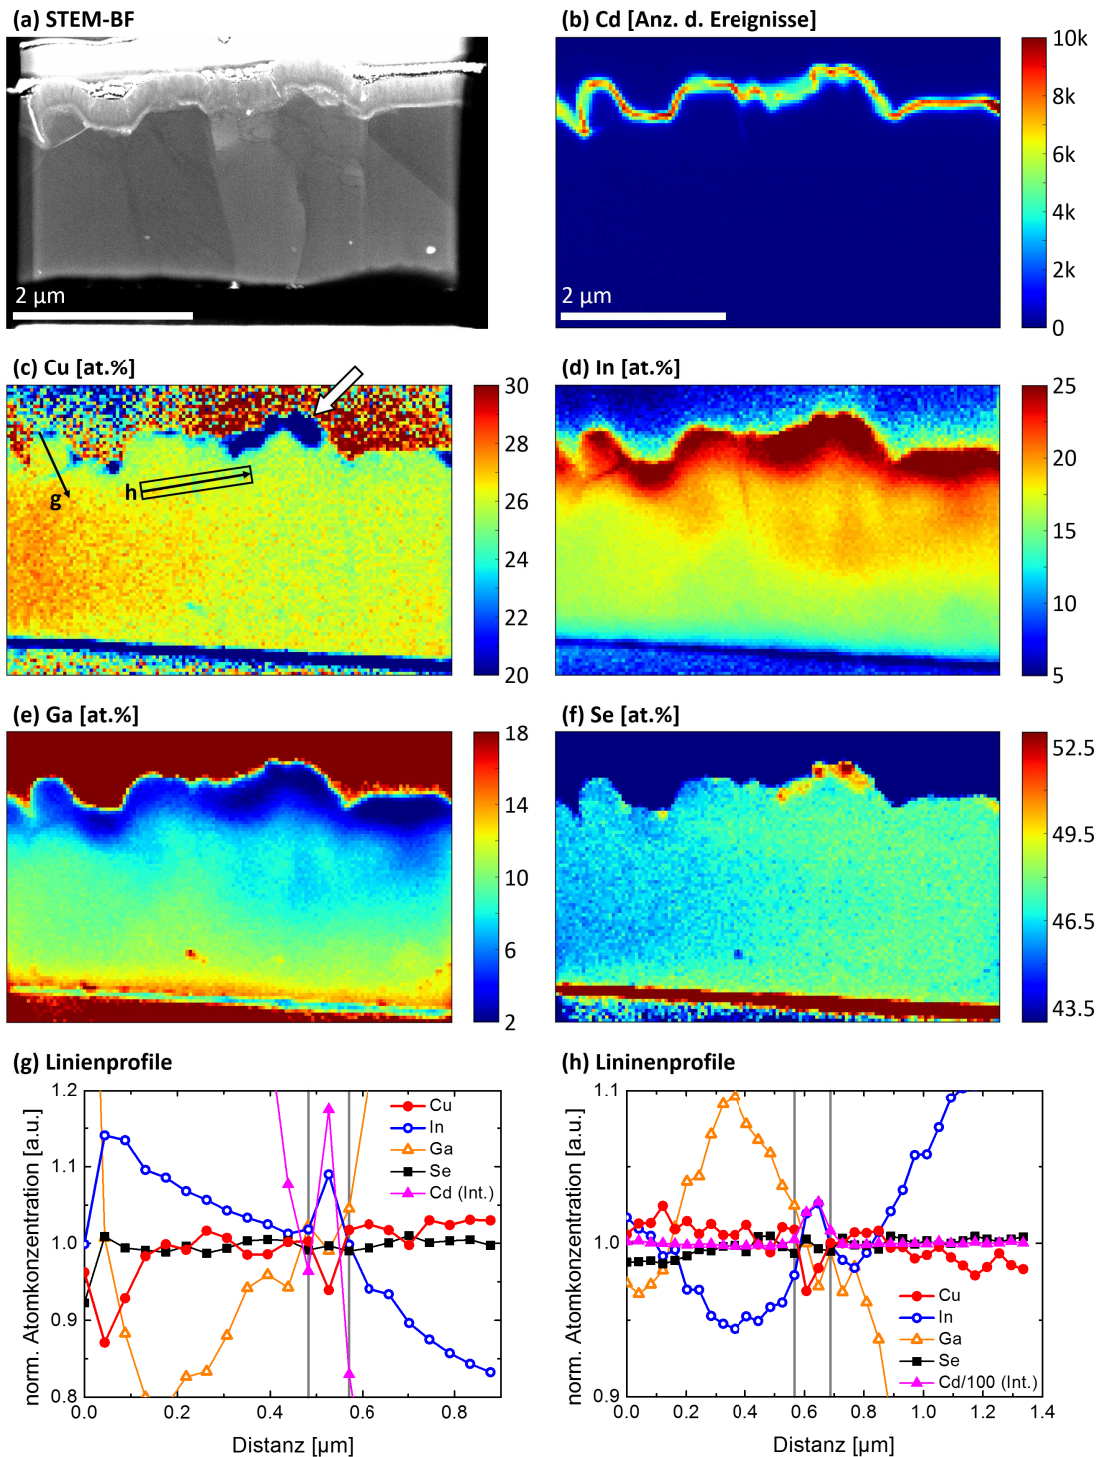 (a) STEM-BF
2 µm
(b) Cd [Anz. d. Ereignisse]
2 µm
10k
8k
6k
4k
2k
0
(c) Cu [at.%]
g
h
30
28
26
24
22
20
(d) In [at.%]
25
20
15
10
5
(e) Ga [at.%]
18
14
10
6
2
(f) Se [at.%]
52.5
49.5
46.5
43.5
(g) Linienprofile
norm. Atomkonzentration [a.u.]
1.2
1.1
1.0
0.9
0.8
Cu
In
Ga
Se
Cd (Int.)
0.0 0.2 0.4 0.6 0.8
Distanz [µm]
(h) Lininenprofile
norm. Atomkonzentration [a.u.]
1.1
1.0
0.9
Cu
In
Ga
Se
Cd/100 (Int.)
0.0 0.2 0.4 0.6 0.8 1.0 1.2 1.4
Distanz [µm]